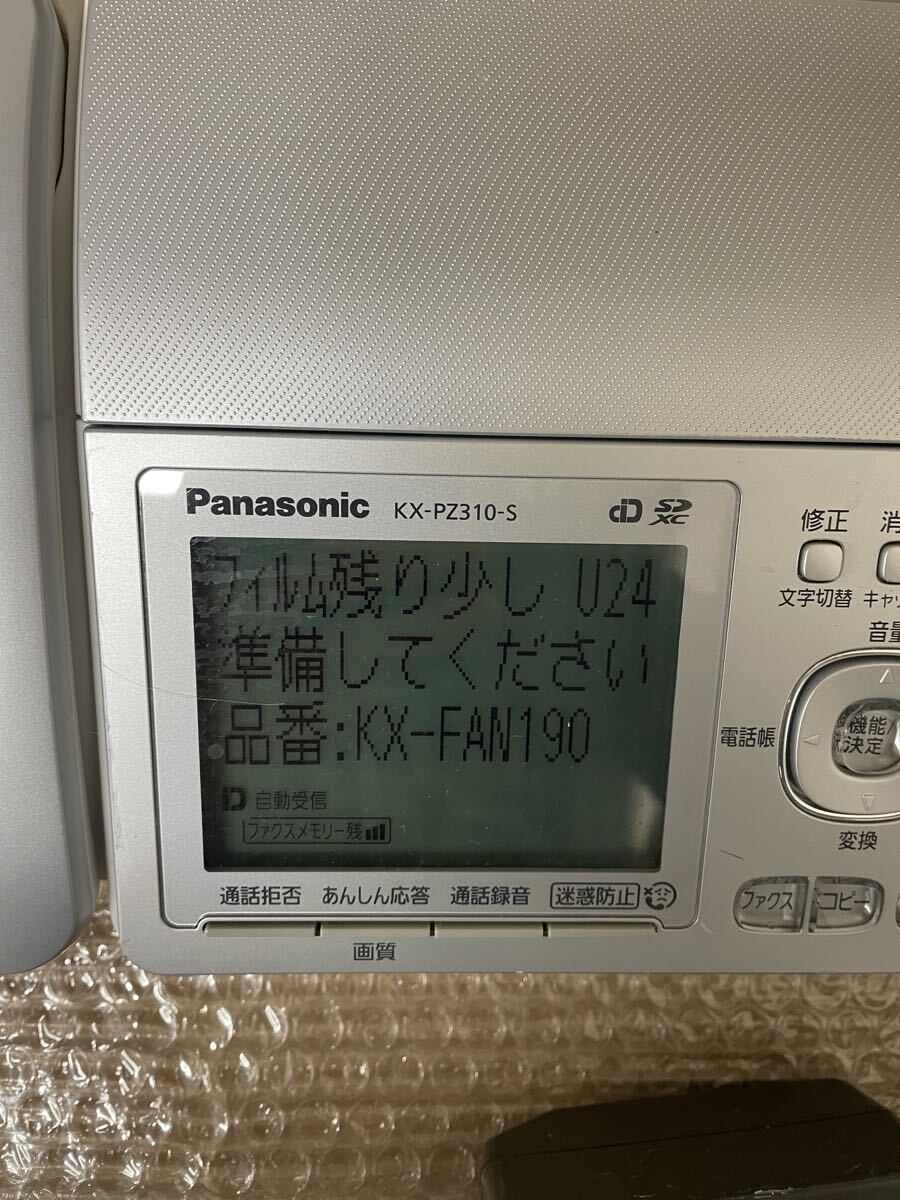 Panasonic KX-PZ310-S iD SD XC
フィルム残り少し U24
準備してください
品番:KX-FAN190
iD 自動受信
ファクスメモリー残
通話拒否 あんしん応答 通話録音 迷惑防止
画質
修正 消
文字切替 キャッ
音量
電話帳
機能/
決定
変換
ファクス コピー